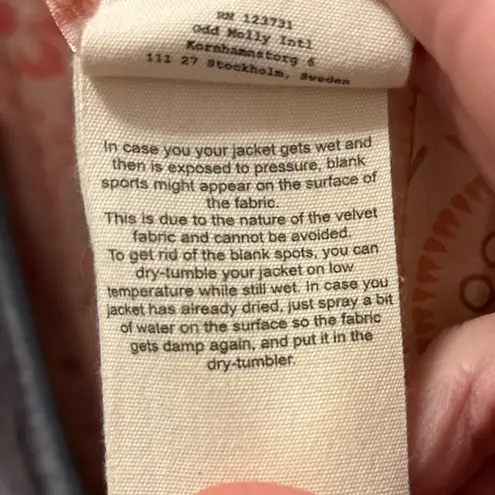 RN 123731
Odd Molly Intl
Kornhamnstorg 6
111 27 Stockholm, Sweden
In case you your jacket gets wet and
then is exposed to pressure, blank
sports might appear on the surface of
the fabric.
This is due to the nature of the velvet
fabric and cannot be avoided.
To get rid of the blank spots, you can
dry-tumble your jacket on low
temperature while still wet. In case you
jacket has already dried, just spray a bit
of water on the surface so the fabric
gets damp again, and put it in the
dry-tumbler.